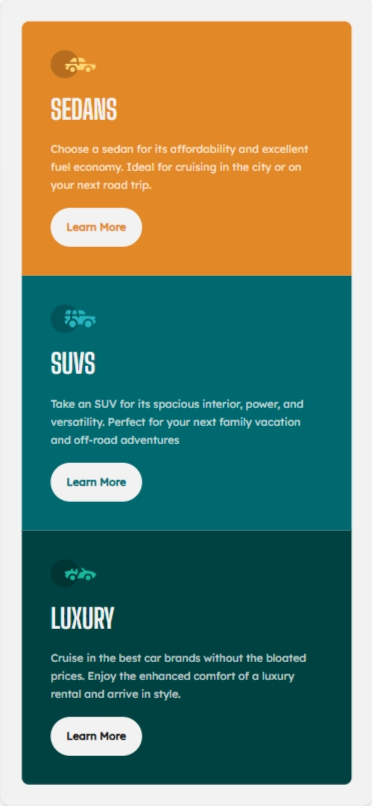 SEDANS
Choose a sedan for its affordability and excellent
fuel economy. Ideal for cruising in the city or on
your next road trip.
Learn More
SUVS
Take an SUV for its spacious interior, power, and
versatility. Perfect for your next family vacation
and off-road adventures
Learn More
LUXURY
Cruise in the best car brands without the bloated
prices. Enjoy the enhanced comfort of a luxury
rental and arrive in style.
Learn More